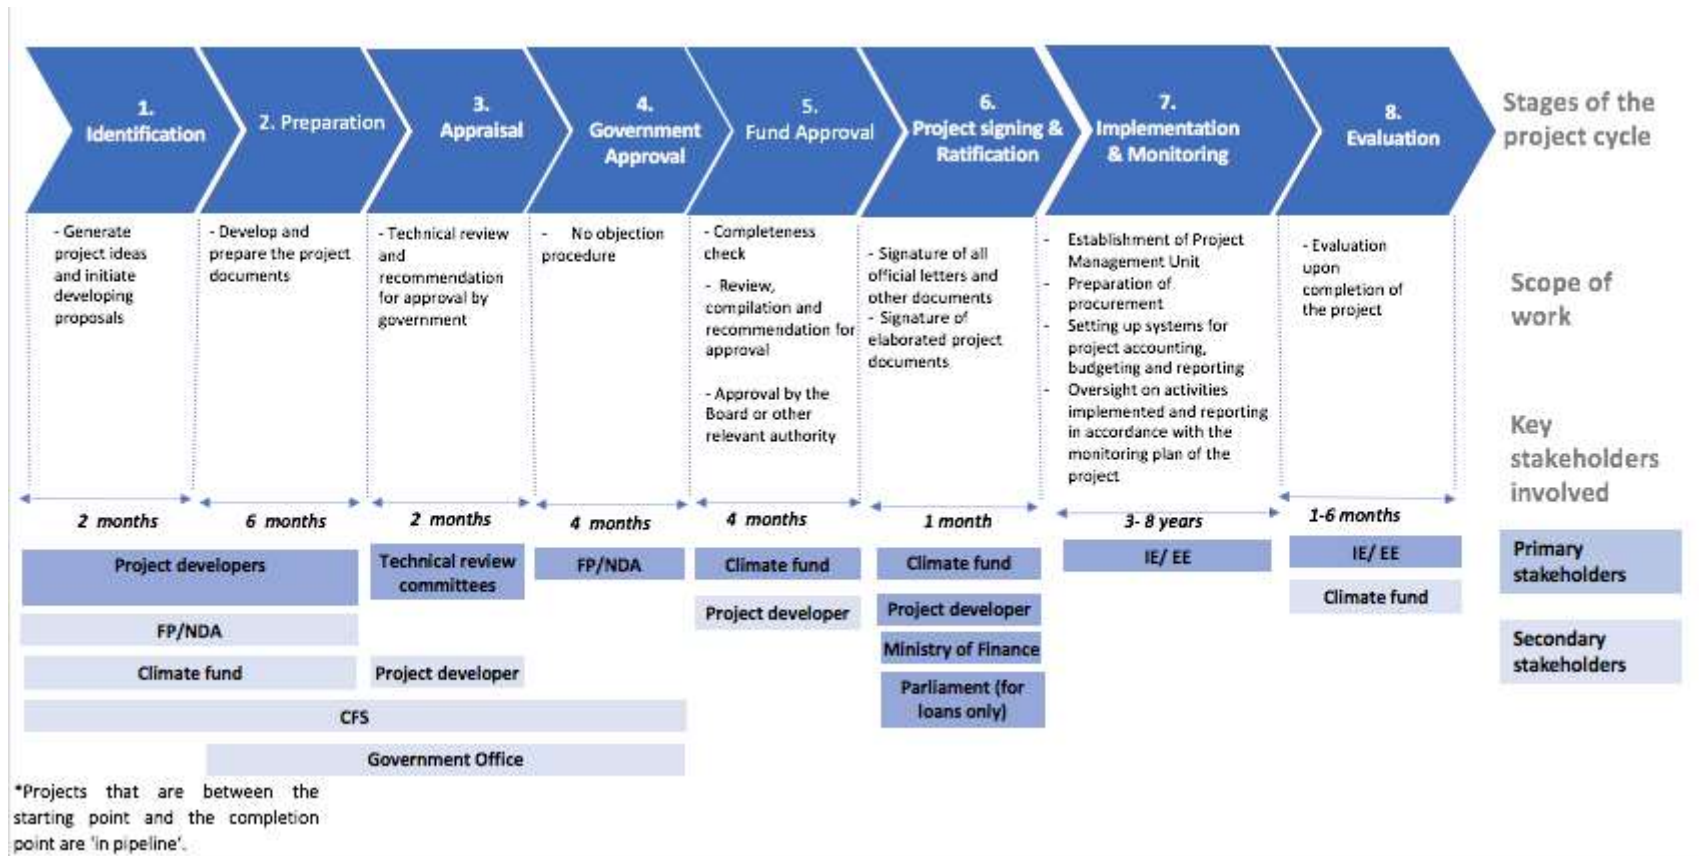 1.
Identification
2. Preparation
3.
Appraisal
4.
Government
Approval
5.
Fund Approval
6.
Project signing &
Ratification
7.
Implementation
& Monitoring
8.
Evaluation
Stages of the
project cycle
- Generate
project ideas
and initiate
developing
proposals
- Develop and
prepare the project
documents
- Technical review
and
recommendation
for approval by
government
- No objection
procedure
- Completeness
check
- Review,
compilation and
recommendation for
approval
- Approval by the
Board or other
relevant authority
- Signature of all
official letters and
other documents
- Signature of
elaborated project
documents
- Establishment of Project
Management Unit
- Preparation of
procurement
- Setting up systems for
project accounting,
budgeting and reporting
- Oversight on activities
implemented and reporting
in accordance with the
monitoring plan of the
project
- Evaluation
upon
completion of
the project
Scope of
work
Key
stakeholders
involved
2 months
6 months
2 months
4 months
4 months
1 month
3- 8 years
1-6 months
Project developers
Technical review
committees
FP/NDA
Climate fund
Climate fund
IE/ EE
IE/ EE
Primary
stakeholders
Project developer
Project developer
Climate fund
FP/NDA
Ministry of Finance
Secondary
stakeholders
Climate fund
Project developer
Parliament (for
loans only)
CFS
Government Office
*Projects that are between the
starting point and the completion
point are 'in pipeline'.